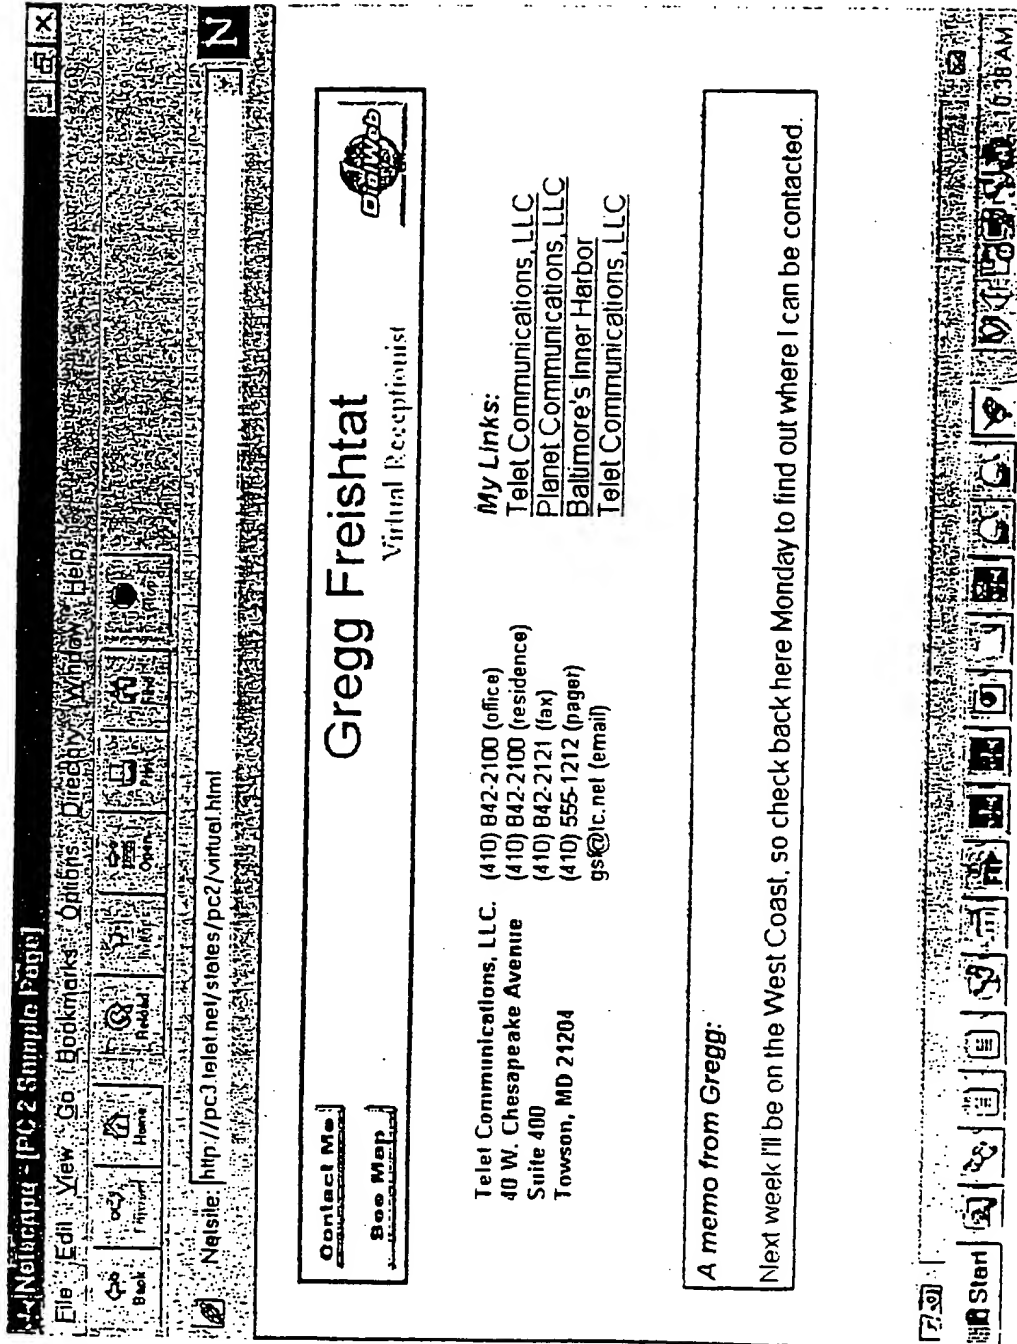 Netscape - [PC 2 Sample Page]
File Edit View Go Bookmarks Options Directory Window Help
Back Forward Home Reload Images Open Print Find Stop
Netsite: http://pc3.telet.net/states/pc2/virtual.html
N
Contact Me
See Map
Gregg Freishtat
Virtual Receptionist
DialWeb
Telet Communications, LLC.
40 W. Chesapeake Avenue
Suite 400
Towson, MD 21204
(410) 842-2100 (office)
(410) 842-2100 (residence)
(410) 842-2121 (fax)
(410) 555-1212 (pager)
gsf@tc.net (email)
My Links:
Telet Communications, LLC
Planet Communications, LLC
Baltimore's Inner Harbor
Telet Communications, LLC
A memo from Gregg:
Next week I'll be on the West Coast, so check back here Monday to find out where I can be contacted.
Start
FTP
10:38 AM